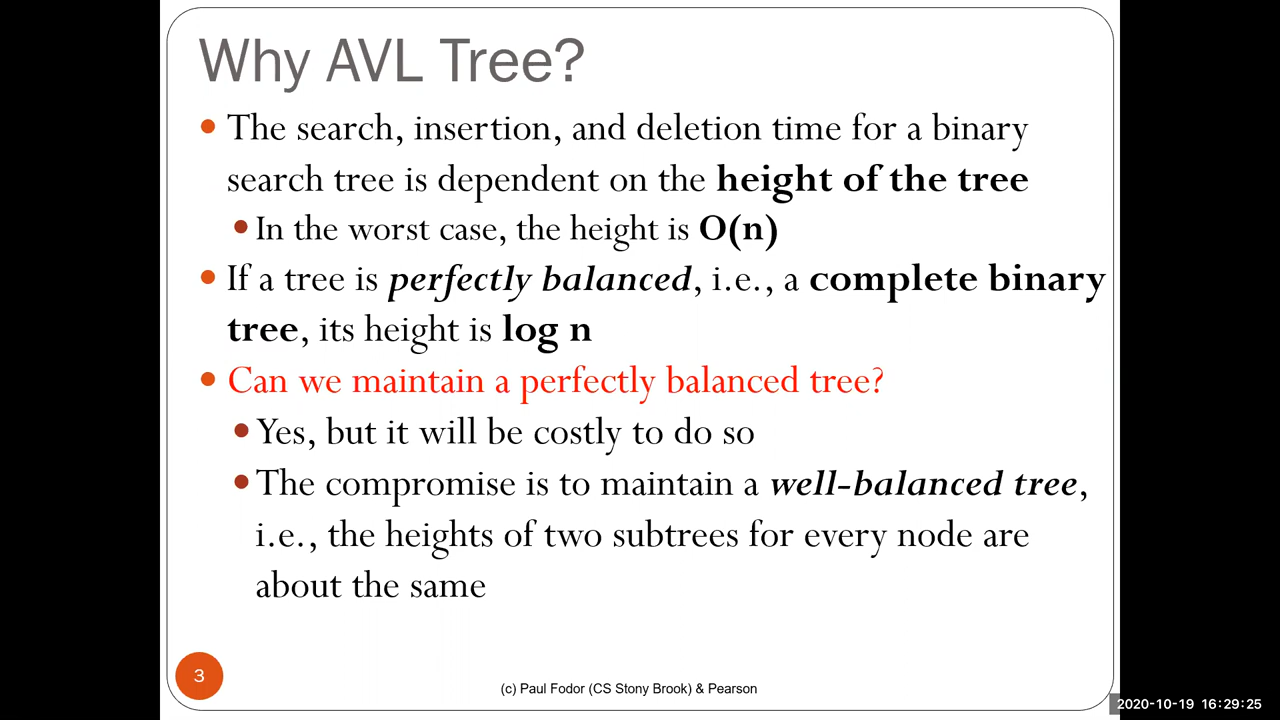 Why AVL Tree?
The search, insertion, and deletion time for a binary
search tree is dependent on the height of the tree
In the worst case, the height is O(n)
If a tree is perfectly balanced, i.e., a complete binary
tree, its height is log n
Can we maintain a perfectly balanced tree?
Yes, but it will be costly to do so
The compromise is to maintain a well-balanced tree,
i.e., the heights of two subtrees for every node are
about the same
3
(c) Paul Fodor (CS Stony Brook) & Pearson
2020-10-19 16:29:25